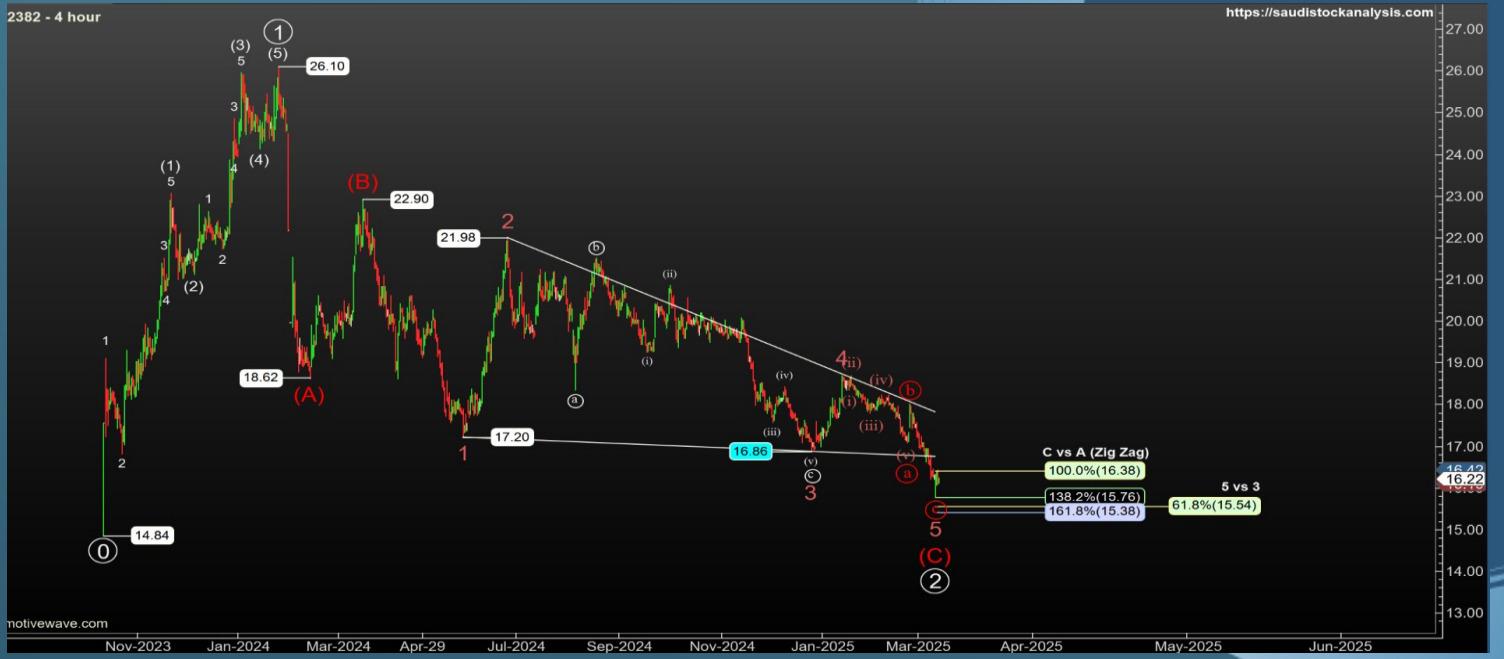 2382 - 4 hour
https://saudistockanalysis.com
27.00
26.00
25.00
24.00
23.00
22.00
21.00
20.00
19.00
18.00
17.00
16.42
16.22
15.00
14.00
13.00
1
(5)
26.10
(3)
5
3
4
(4)
(1)
5
3
4
(2)
1
2
1
2
0
14.84
(B)
22.90
18.62
(A)
21.98
2
17.20
1
b
a
(ii)
(i)
(iv)
(iii)
16.86
(v)
c
3
4
(ii)
(i)
(iv)
(iii)
b
(v)
a
C vs A (Zig Zag)
100.0%(16.38)
5 vs 3
138.2%(15.76)
61.8%(15.54)
161.8%(15.38)
5
(C)
2
motivewave.com
Nov-2023 Jan-2024 Mar-2024 Apr-29 Jul-2024 Sep-2024 Nov-2024 Jan-2025 Mar-2025 Apr-2025 May-2025 Jun-2025